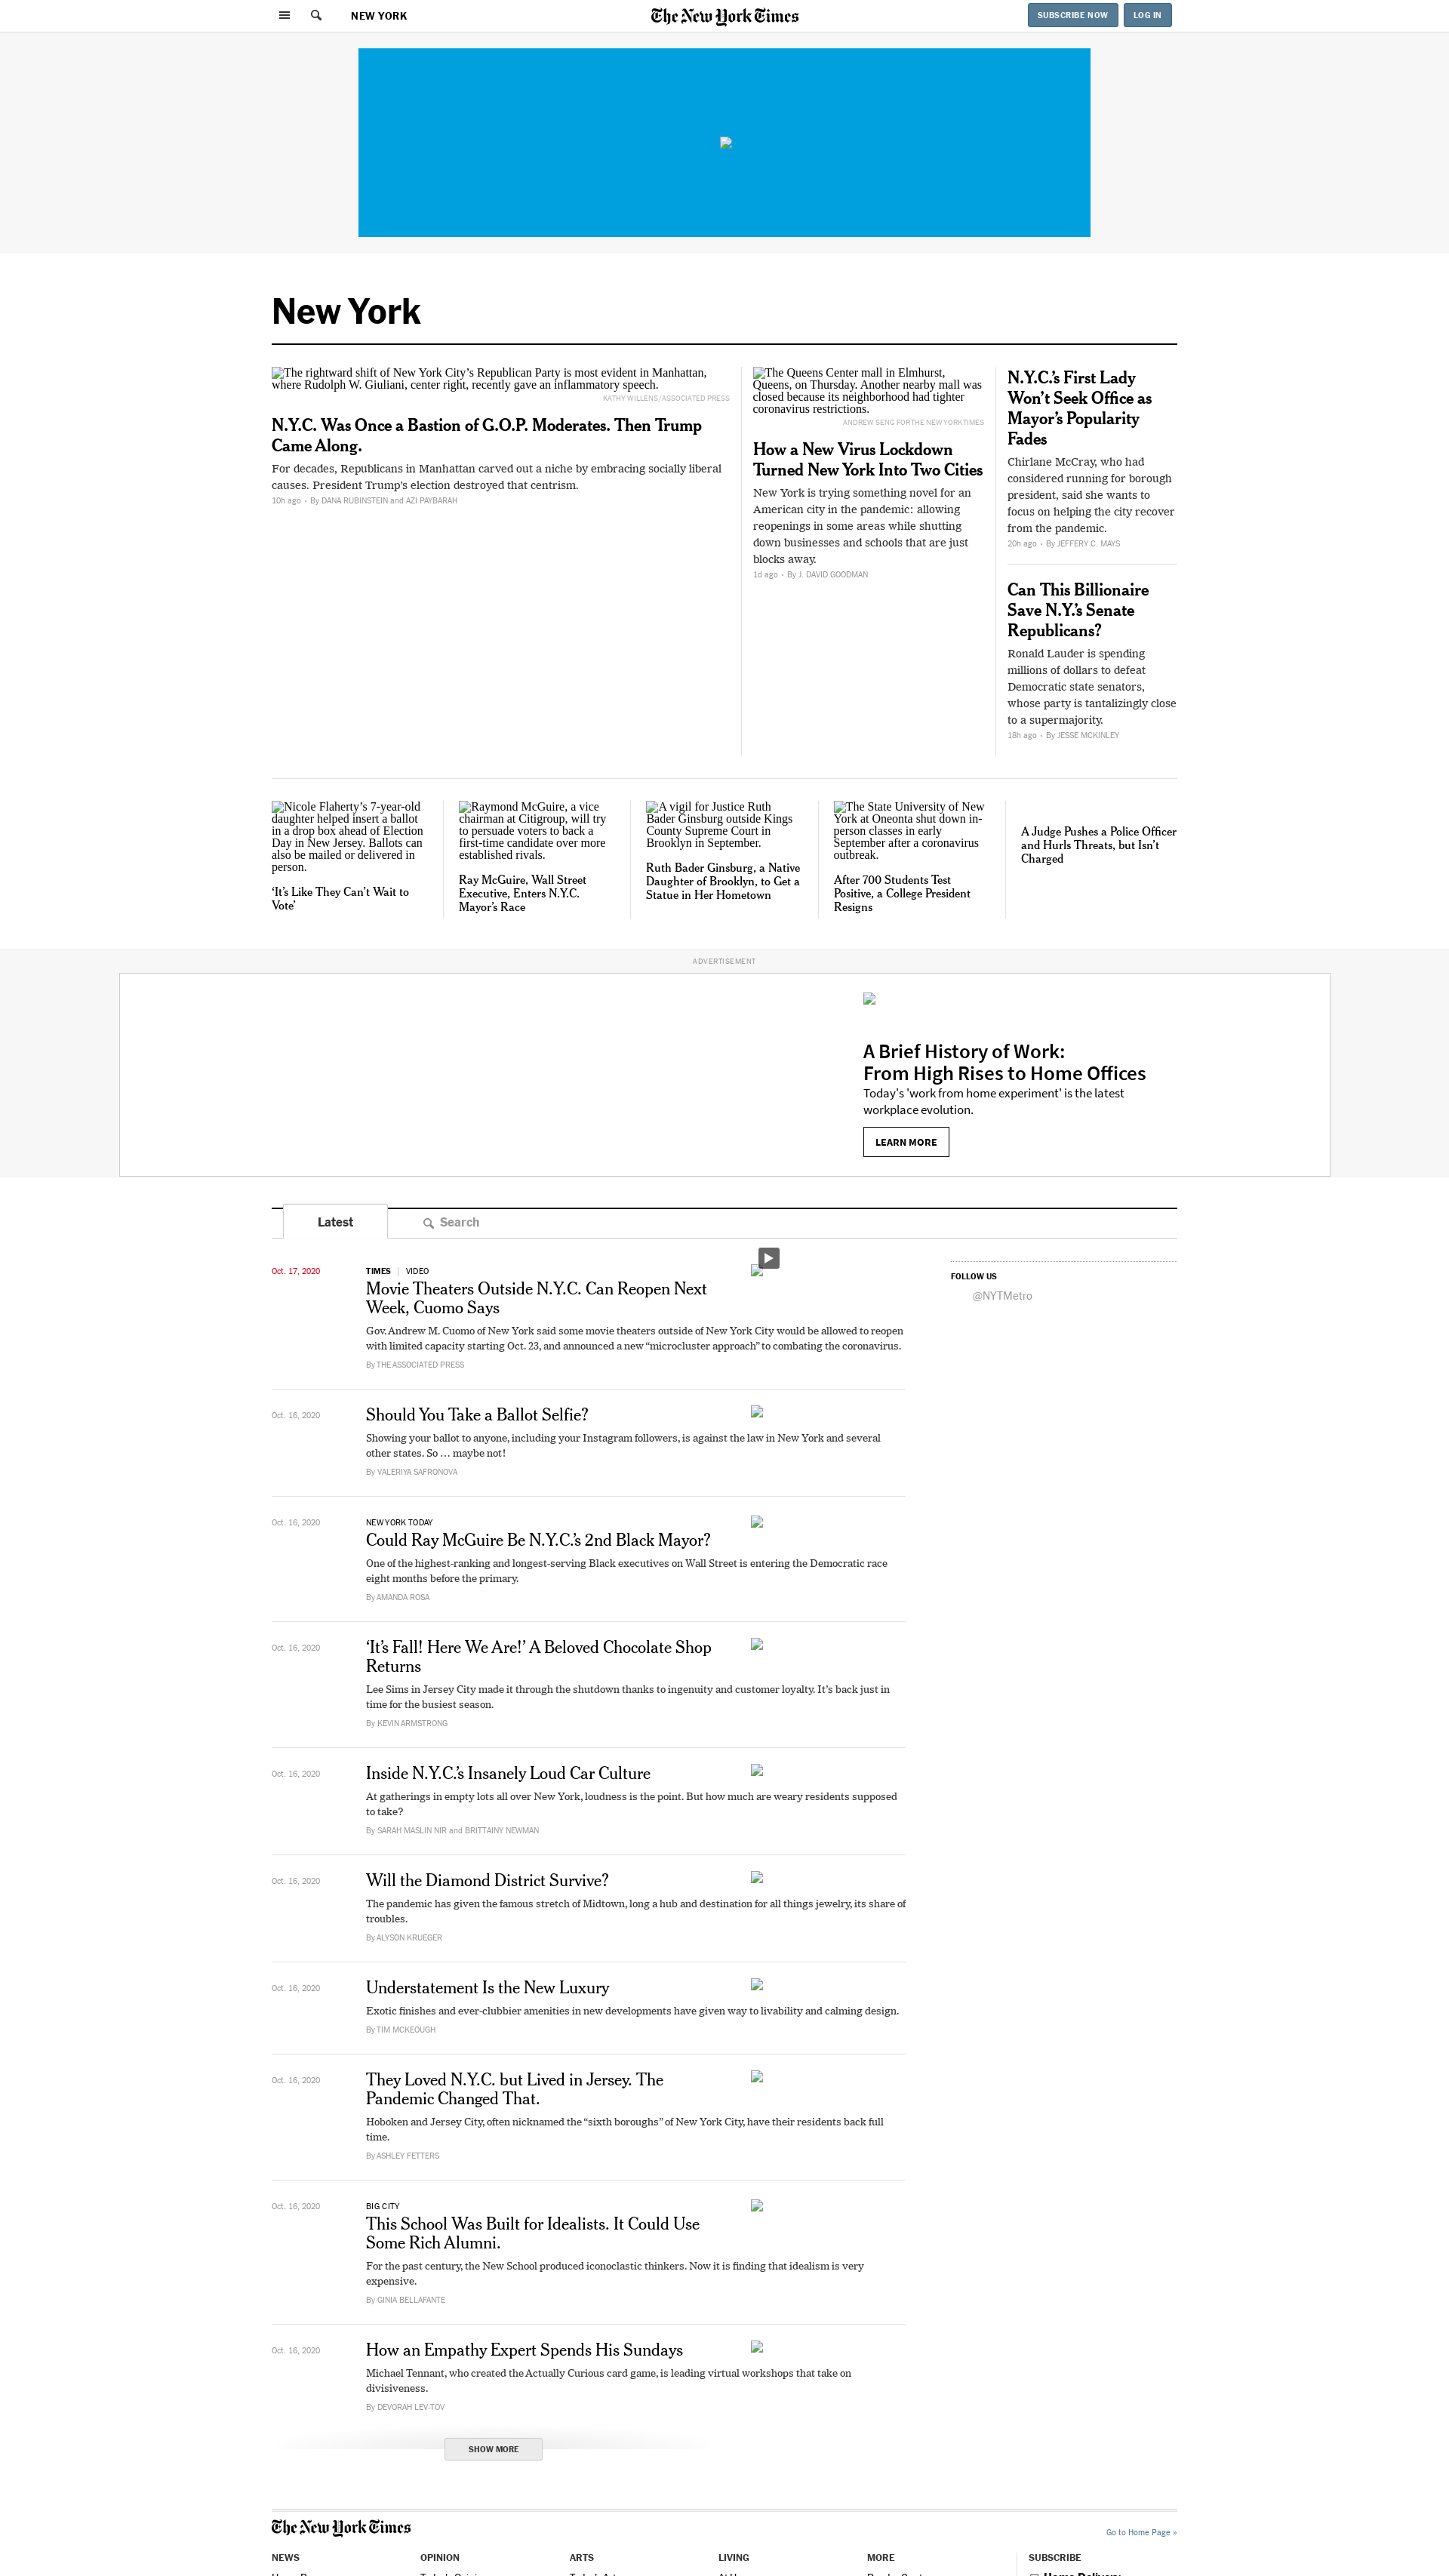 NEW YORK
The New York Times
SUBSCRIBE NOW
LOG IN
New York
The rightward shift of New York City’s Republican Party is most evident in Manhattan,
where Rudolph W. Giuliani, center right, recently gave an inflammatory speech.
KATHY WILLENS/ASSOCIATED PRESS
N.Y.C. Was Once a Bastion of G.O.P. Moderates. Then Trump
Came Along.
For decades, Republicans in Manhattan carved out a niche by embracing socially liberal
causes. President Trump’s election destroyed that centrism.
10h ago • By DANA RUBINSTEIN and AZI PAYBARAH
The Queens Center mall in Elmhurst,
Queens, on Thursday. Another nearby mall was
closed because its neighborhood had tighter
coronavirus restrictions.
ANDREW SENG FORTHE NEW YORKTIMES
How a New Virus Lockdown
Turned New York Into Two Cities
New York is trying something novel for an
American city in the pandemic: allowing
reopenings in some areas while shutting
down businesses and schools that are just
blocks away.
1d ago • By J. DAVID GOODMAN
N.Y.C.’s First Lady
Won’t Seek Office as
Mayor’s Popularity
Fades
Chirlane McCray, who had
considered running for borough
president, said she wants to
focus on helping the city recover
from the pandemic.
20h ago • By JEFFERY C. MAYS
Can This Billionaire
Save N.Y.’s Senate
Republicans?
Ronald Lauder is spending
millions of dollars to defeat
Democratic state senators,
whose party is tantalizingly close
to a supermajority.
18h ago • By JESSE MCKINLEY
Nicole Flaherty’s 7-year-old
daughter helped insert a ballot
in a drop box ahead of Election
Day in New Jersey. Ballots can
also be mailed or delivered in
person.
‘It’s Like They Can’t Wait to
Vote’
Raymond McGuire, a vice
chairman at Citigroup, will try
to persuade voters to back a
first-time candidate over more
established rivals.
Ray McGuire, Wall Street
Executive, Enters N.Y.C.
Mayor’s Race
A vigil for Justice Ruth
Bader Ginsburg outside Kings
County Supreme Court in
Brooklyn in September.
Ruth Bader Ginsburg, a Native
Daughter of Brooklyn, to Get a
Statue in Her Hometown
The State University of New
York at Oneonta shut down in-
person classes in early
September after a coronavirus
outbreak.
After 700 Students Test
Positive, a College President
Resigns
A Judge Pushes a Police Officer
and Hurls Threats, but Isn’t
Charged
ADVERTISEMENT
A Brief History of Work:
From High Rises to Home Offices
Today's 'work from home experiment' is the latest
workplace evolution.
LEARN MORE
Latest
Search
Oct. 17, 2020
TIMES | VIDEO
Movie Theaters Outside N.Y.C. Can Reopen Next
Week, Cuomo Says
Gov. Andrew M. Cuomo of New York said some movie theaters outside of New York City would be allowed to reopen
with limited capacity starting Oct. 23, and announced a new “microcluster approach” to combating the coronavirus.
By THE ASSOCIATED PRESS
FOLLOW US
@NYTMetro
Oct. 16, 2020
Should You Take a Ballot Selfie?
Showing your ballot to anyone, including your Instagram followers, is against the law in New York and several
other states. So … maybe not!
By VALERIYA SAFRONOVA
Oct. 16, 2020
NEW YORK TODAY
Could Ray McGuire Be N.Y.C.’s 2nd Black Mayor?
One of the highest-ranking and longest-serving Black executives on Wall Street is entering the Democratic race
eight months before the primary.
By AMANDA ROSA
Oct. 16, 2020
‘It’s Fall! Here We Are!’ A Beloved Chocolate Shop
Returns
Lee Sims in Jersey City made it through the shutdown thanks to ingenuity and customer loyalty. It’s back just in
time for the busiest season.
By KEVIN ARMSTRONG
Oct. 16, 2020
Inside N.Y.C.’s Insanely Loud Car Culture
At gatherings in empty lots all over New York, loudness is the point. But how much are weary residents supposed
to take?
By SARAH MASLIN NIR and BRITTAINY NEWMAN
Oct. 16, 2020
Will the Diamond District Survive?
The pandemic has given the famous stretch of Midtown, long a hub and destination for all things jewelry, its share of
troubles.
By ALYSON KRUEGER
Oct. 16, 2020
Understatement Is the New Luxury
Exotic finishes and ever-clubbier amenities in new developments have given way to livability and calming design.
By TIM MCKEOUGH
Oct. 16, 2020
They Loved N.Y.C. but Lived in Jersey. The
Pandemic Changed That.
Hoboken and Jersey City, often nicknamed the “sixth boroughs” of New York City, have their residents back full
time.
By ASHLEY FETTERS
Oct. 16, 2020
BIG CITY
This School Was Built for Idealists. It Could Use
Some Rich Alumni.
For the past century, the New School produced iconoclastic thinkers. Now it is finding that idealism is very
expensive.
By GINIA BELLAFANTE
Oct. 16, 2020
How an Empathy Expert Spends His Sundays
Michael Tennant, who created the Actually Curious card game, is leading virtual workshops that take on
divisiveness.
By DEVORAH LEV-TOV
SHOW MORE
The New York Times
Go to Home Page »
NEWS
OPINION
ARTS
LIVING
MORE
SUBSCRIBE